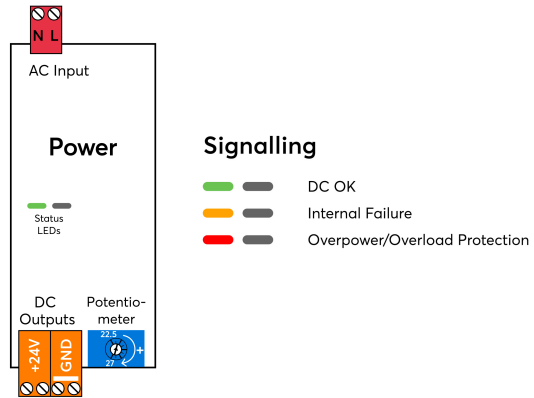 N L
AC Input
Power
Status
LEDs
DC
Outputs
Potentio-
meter
+24V
GND
22.5
+
27
Signalling
DC OK
Internal Failure
Overpower/Overload Protection